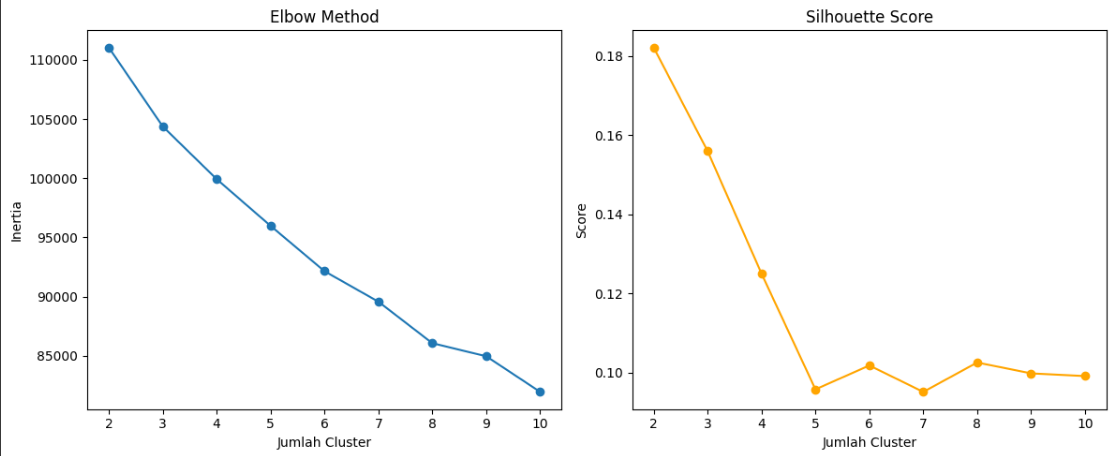 Elbow Method
110000
105000
100000
95000
90000
85000
Inertia
2 3 4 5 6 7 8 9 10
Jumlah Cluster
Silhouette Score
0.18
0.16
0.14
0.12
0.10
Score
2 3 4 5 6 7 8 9 10
Jumlah Cluster